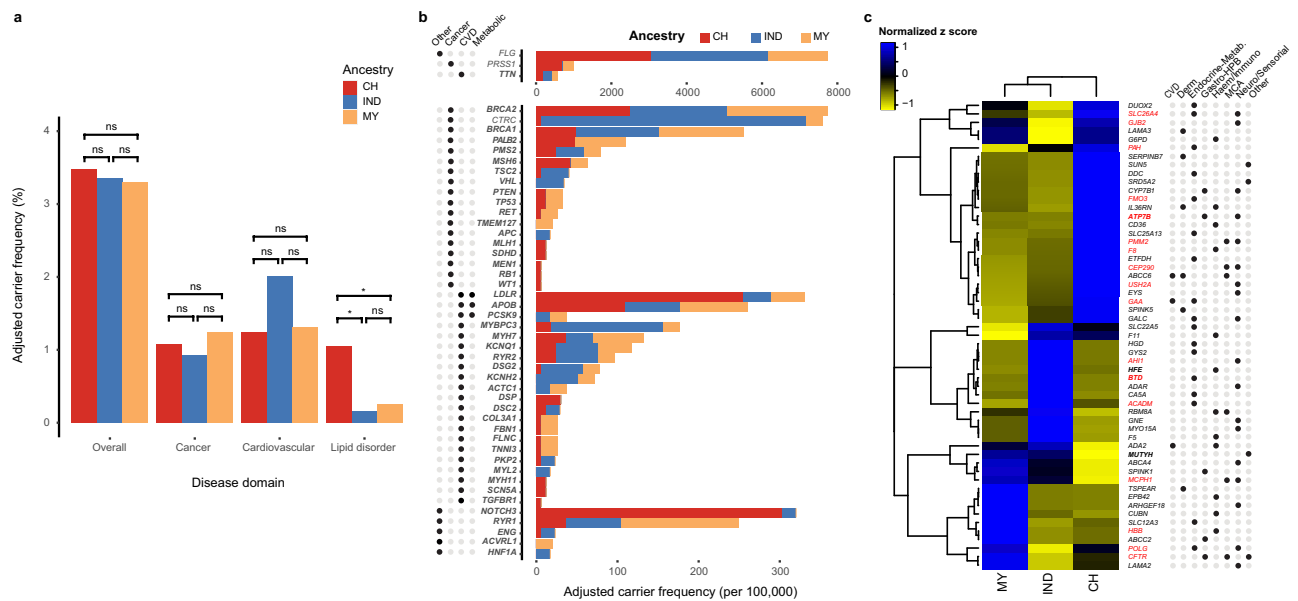 a
Ancestry
CH
IND
MY
Adjusted carrier frequency (%)
4
3
2
1
0
ns
ns
ns
ns
ns
ns
ns
ns
ns
*
*
ns
Overall
Cancer
Cardiovascular
Lipid disorder
Disease domain
b
Other
Cancer
CVD
Metabolic
Ancestry
CH
IND
MY
FLG
PRSS1
TTN
0
2000
4000
6000
8000
BRCA2
CTRC
BRCA1
PALB2
PMS2
MSH6
TSC2
VHL
PTEN
TP53
RET
TMEM127
APC
MLH1
SDHD
MEN1
RB1
WT1
LDLR
APOB
PCSK9
MYBPC3
MYH7
KCNQ1
RYR2
DSG2
KCNH2
ACTC1
DSP
DSC2
COL3A1
FBN1
FLNC
TNNI3
PKP2
MYL2
MYH11
SCN5A
TGFBR1
NOTCH3
RYR1
ENG
ACVRL1
HNF1A
0
100
200
300
Adjusted carrier frequency (per 100,000)
c
Normalized z score
1
0
−1
CVD
Derm
Endocrine-Metab.
Gastro-HPB
Haem/Immuno
MCA
Neuro/Sensorial
Other
DUOX2
SLC26A4
GJB2
LAMA3
G6PD
PAH
SERPINB7
SUN5
DDC
SRD5A2
CYP7B1
FMO3
IL36RN
ATP7B
CD36
SLC25A13
PMM2
F8
ETFDH
CEP290
ABCC6
USH2A
EYS
GAA
SPINK5
GALC
SLC22A5
F11
HGD
GYS2
AHI1
HFE
BTD
ADAR
CA5A
ACADM
RBM8A
GNE
MYO15A
F5
ADA2
MUTYH
ABCA4
SPINK1
MCPH1
TSPEAR
EPB42
ARHGEF18
CUBN
SLC12A3
HBB
ABCC2
POLG
CFTR
LAMA2
MY
IND
CH